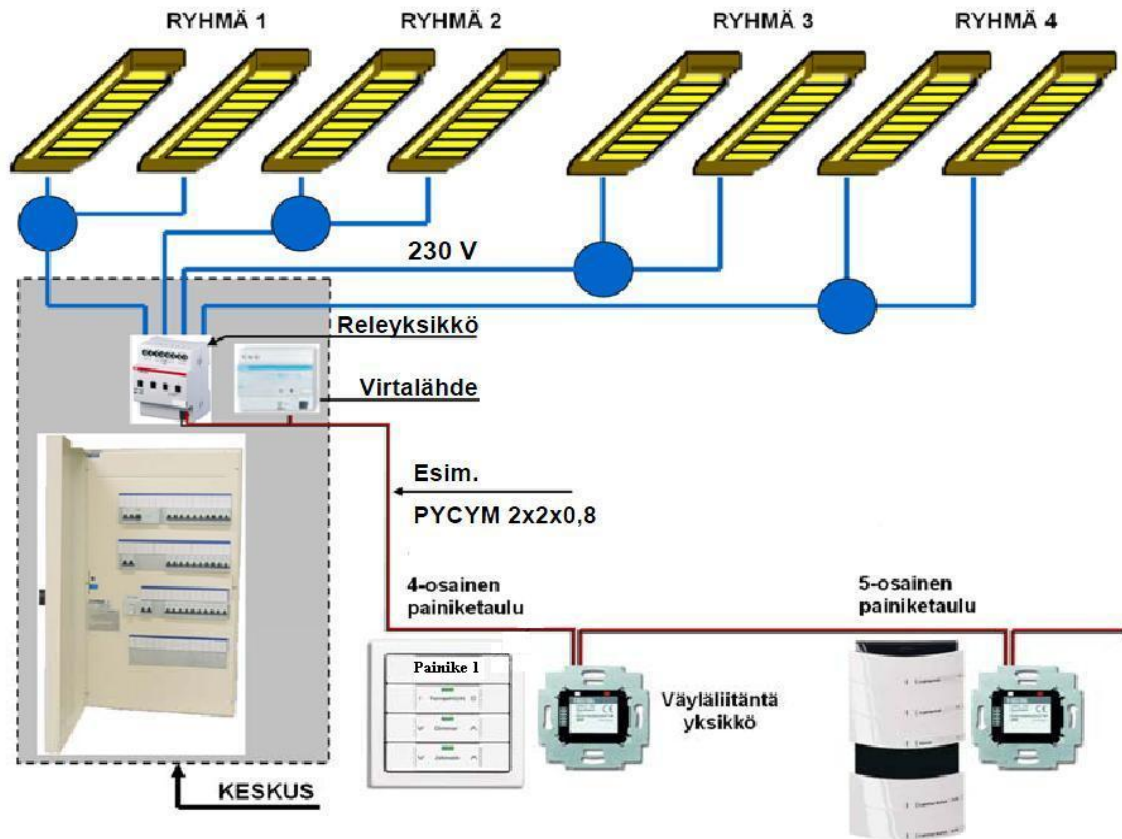 RYHMÄ 1
RYHMÄ 2
RYHMÄ 3
RYHMÄ 4
230 V
Releyksikkö
Virtalähde
Esim.
PYCYM 2x2x0,8
4-osainen
painiketaulu
5-osainen
painiketaulu
Painike 1
Väyläliitäntä
yksikkö
KESKUS